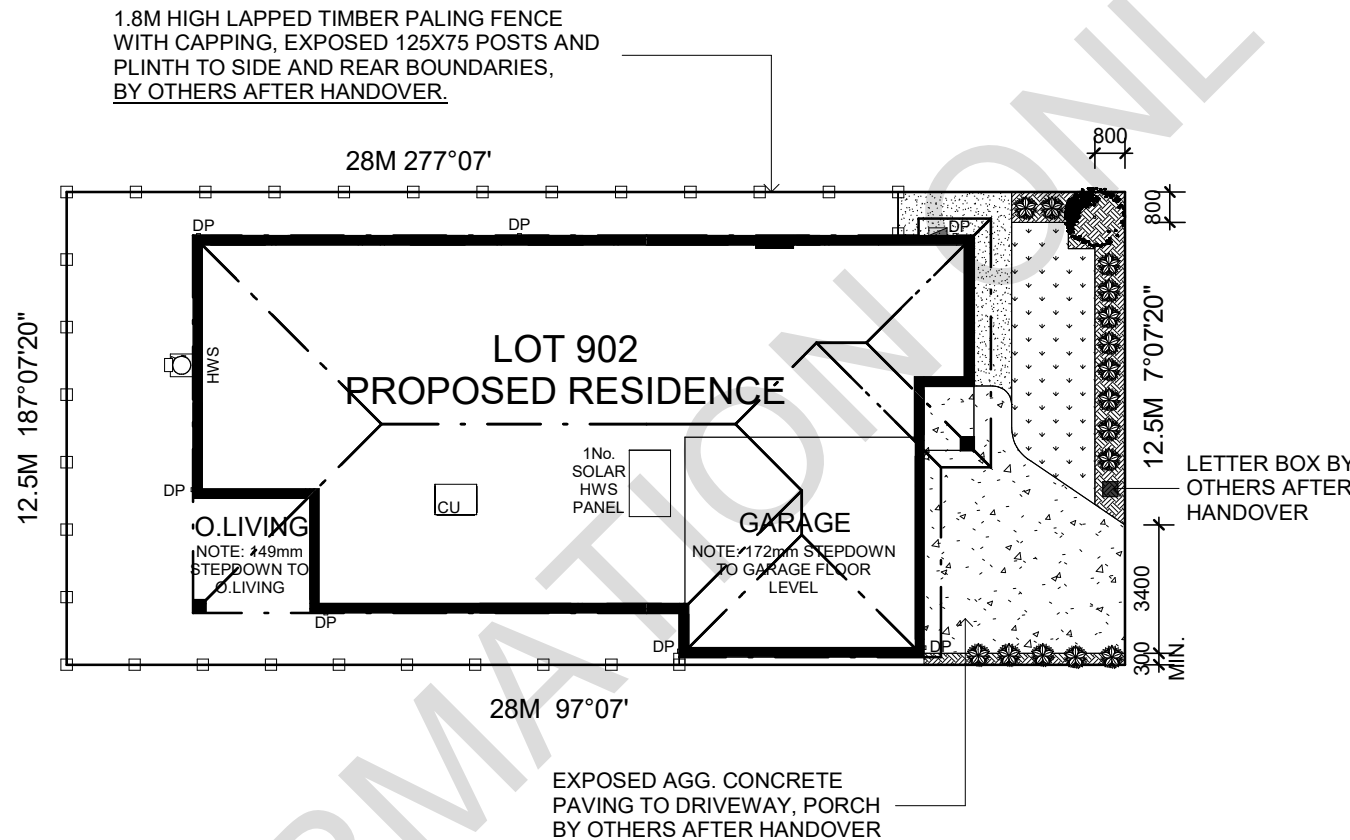 1.8M HIGH LAPPED TIMBER PALING FENCE
WITH CAPPING, EXPOSED 125X75 POSTS AND
PLINTH TO SIDE AND REAR BOUNDARIES,
BY OTHERS AFTER HANDOVER.
28M 277°07'
800
800
DP
DP
DP
12.5M 187°07'20"
HWS
LOT 902
PROPOSED RESIDENCE
12.5M 7°07'20"
1No.
SOLAR
HWS
PANEL
CU
DP
LETTER BOX BY
OTHERS AFTER
HANDOVER
O.LIVING
NOTE: 149mm
STEPDOWN TO
O.LIVING
GARAGE
NOTE: 172mm STEPDOWN
TO GARAGE FLOOR
LEVEL
3400
DP
DP
DP
300
MIN.
28M 97°07'
EXPOSED AGG. CONCRETE
PAVING TO DRIVEWAY, PORCH
BY OTHERS AFTER HANDOVER
RMATION ONL